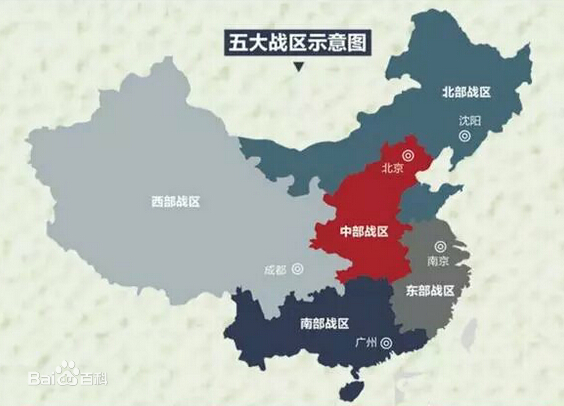 五大战区示意图
北部战区
沈阳
北京
西部战区
中部战区
南京
成都
东部战区
南部战区
广州
Bai百科